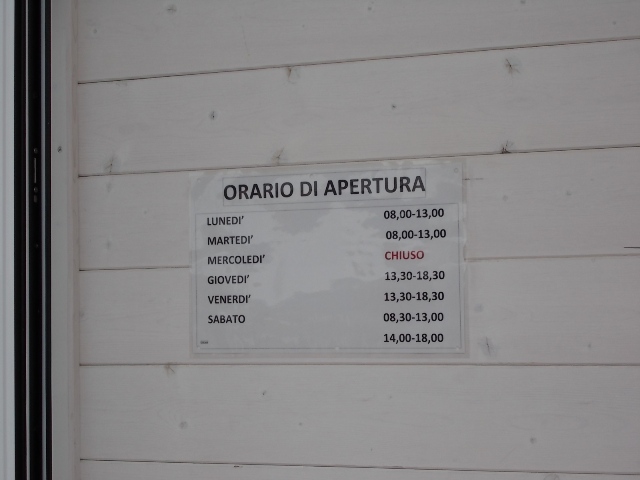 ORARIO DI APERTURA
LUNEDI' 08,00-13,00
MARTEDI' 08,00-13,00
MERCOLEDI' CHIUSO
GIOVEDI' 13,30-18,30
VENERDI' 13,30-18,30
SABATO 08,30-13,00
14,00-18,00